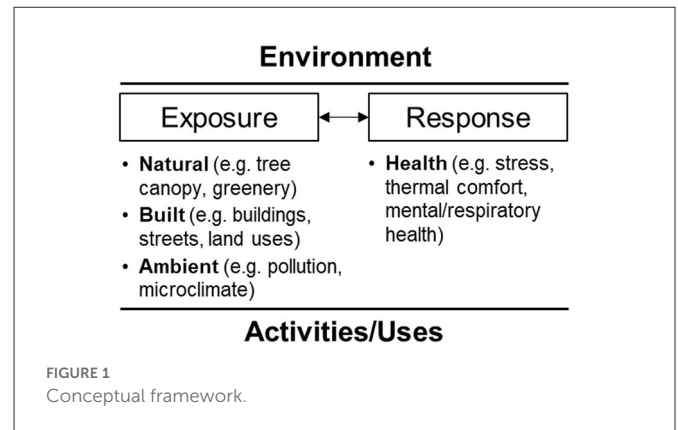 Environment
Exposure
Response
• Natural (e.g. tree
canopy, greenery)
• Built (e.g. buildings,
streets, land uses)
• Ambient (e.g. pollution,
microclimate)
• Health (e.g. stress,
thermal comfort,
mental/respiratory
health)
Activities/Uses
FIGURE 1
Conceptual framework.